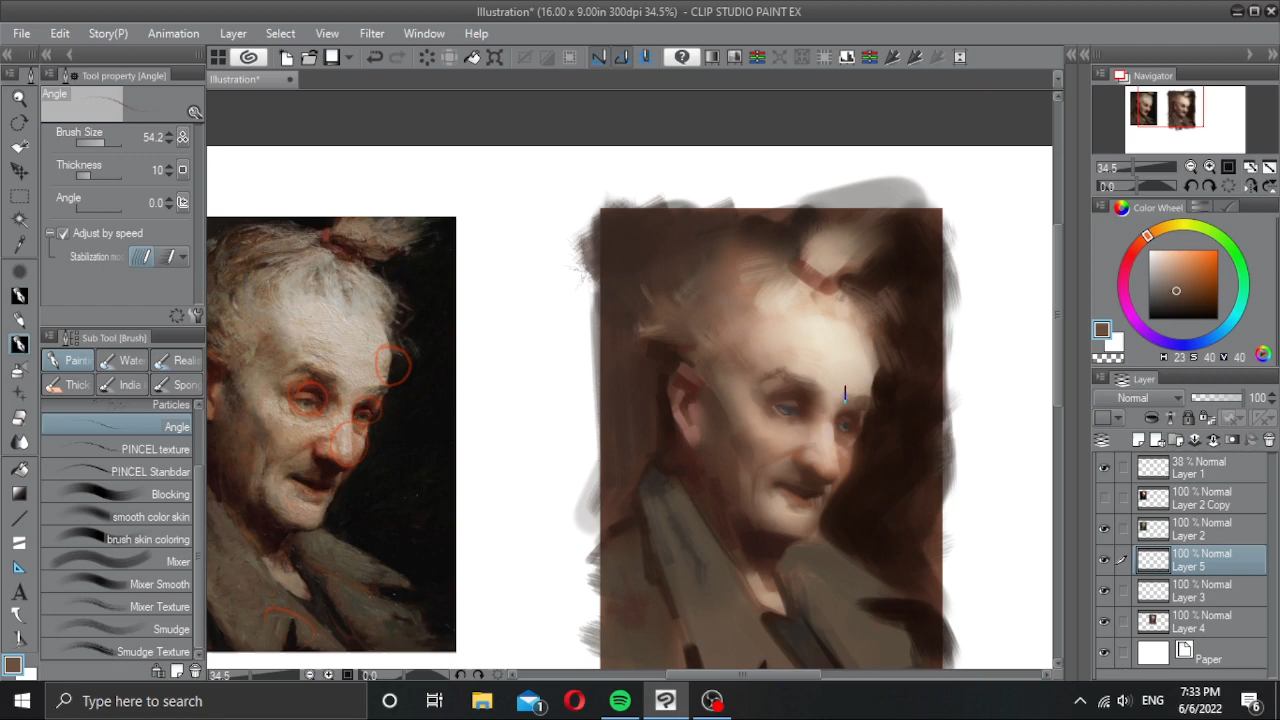 Illustration* (16.00 x 9.00in 300dpi 34.5%) - CLIP STUDIO PAINT EX
File Edit Story(P) Animation Layer Select View Filter Window Help
Tool property [Angle]
Illustration*
Navigator
Angle
Brush Size 54.2
Thickness 10
Angle 0.0
Adjust by speed
Stabilization mo
34.5
0.0
Color Wheel
Sub Tool [Brush]
Paint Water Reali
Thick India Spong
Particles
Angle
PINCEL texture
PINCEL Stanbdar
Blocking
smooth color skin
brush skin coloring
Mixer
Mixer Smooth
Mixer Texture
Smudge
Smudge Texture
H 23 S 40 V 40
Layer
Normal 100
38 % Normal
Layer 1
100 % Normal
Layer 2 Copy
100 % Normal
Layer 2
100 % Normal
Layer 5
100 % Normal
Layer 3
100 % Normal
Layer 4
Paper
34.5 0.0
Type here to search
1
ENG
7:33 PM
6/6/2022
6